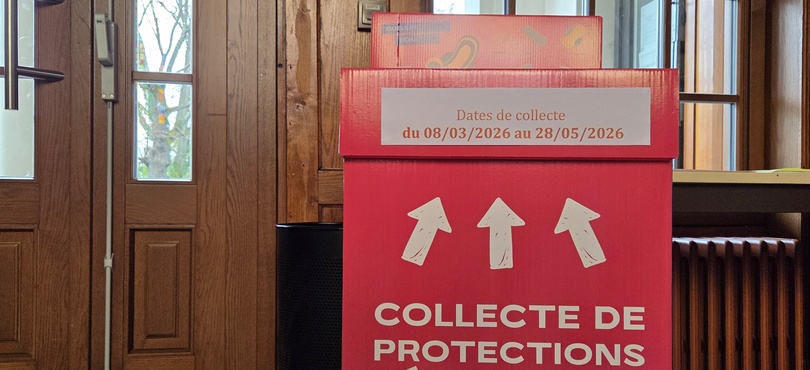 Dates de collecte
du 08/03/2026 au 28/05/2026
COLLECTE DE
PROTECTIONS